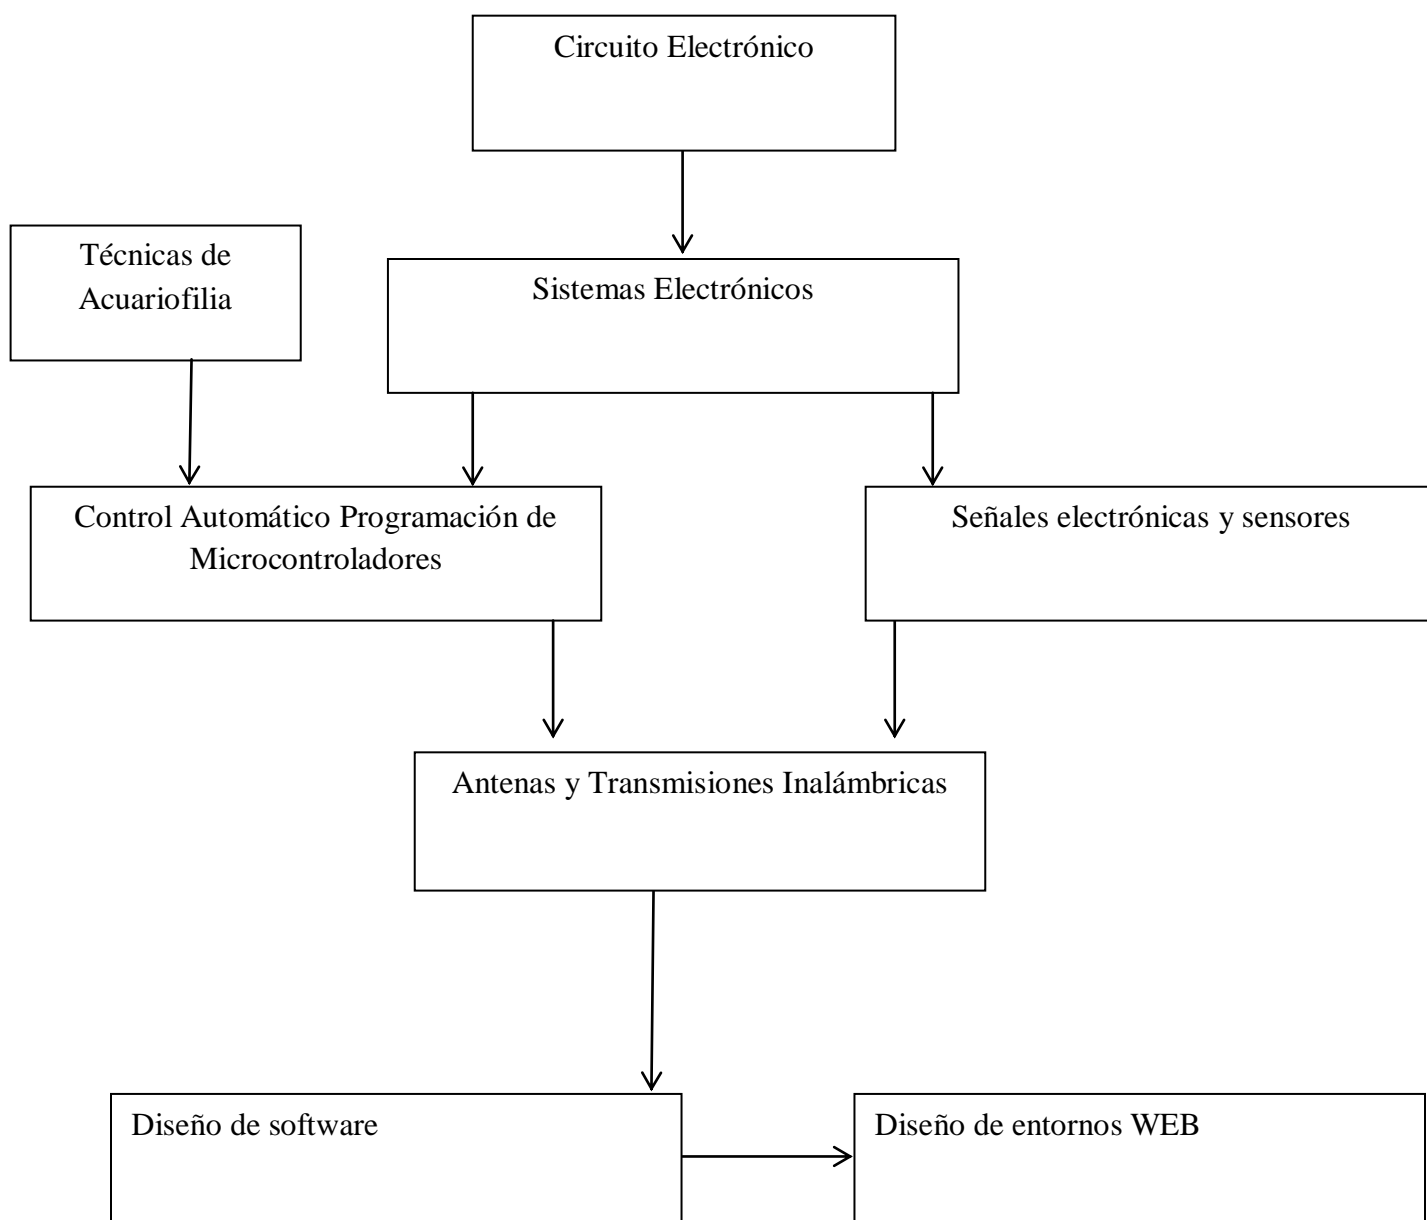 Circuito Electrónico
Técnicas de
Acuariofilia
Sistemas Electrónicos
Control Automático Programación de
Microcontroladores
Señales electrónicas y sensores
Antenas y Transmisiones Inalámbricas
Diseño de software
Diseño de entornos WEB